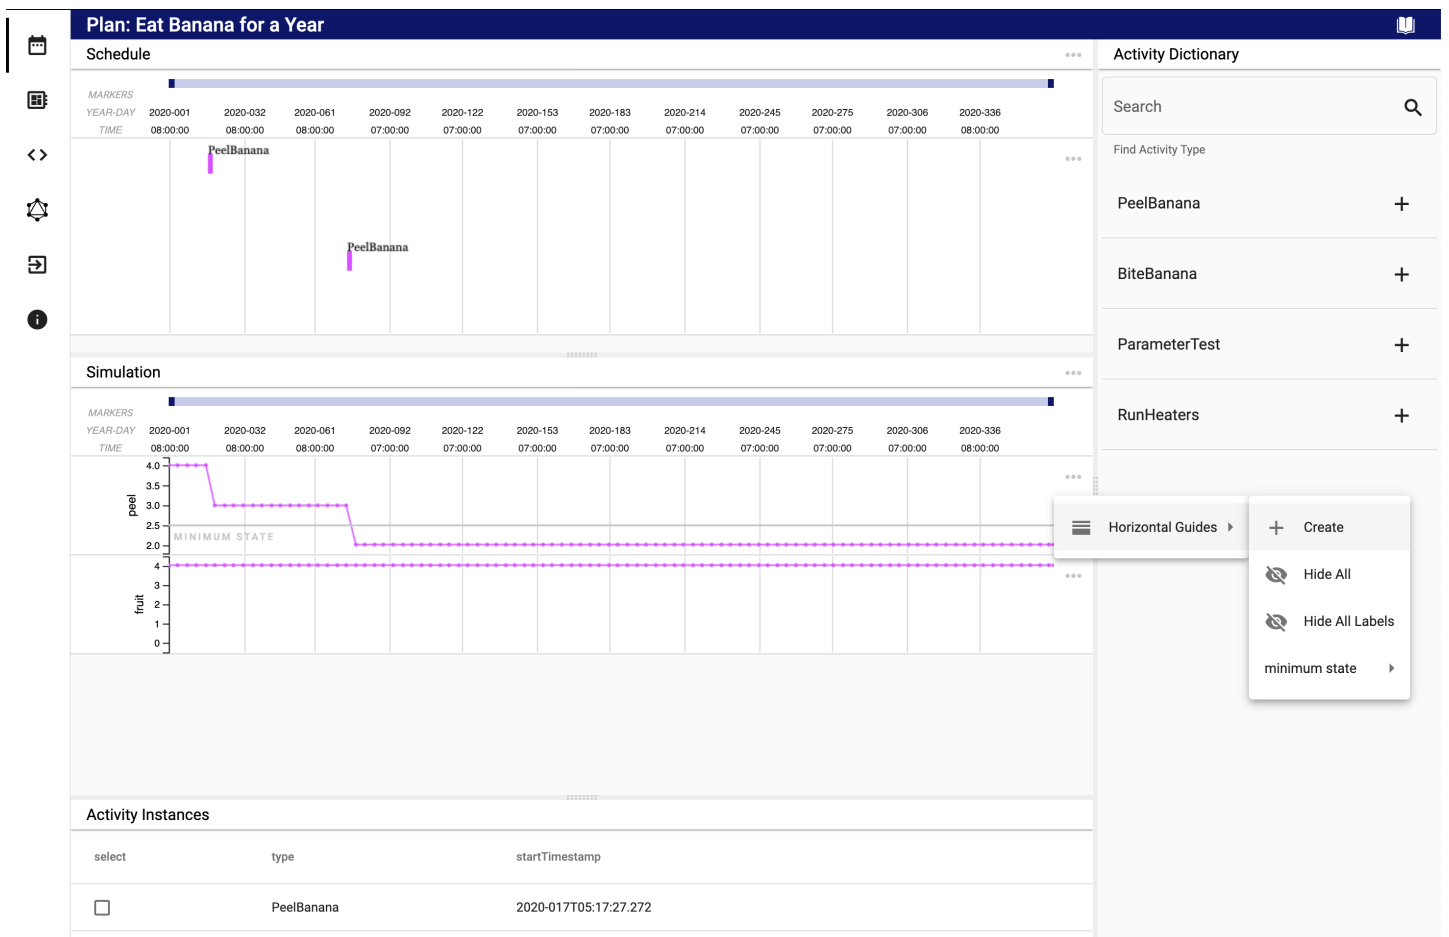 Plan: Eat Banana for a Year
Schedule
MARKERS
YEAR-DAY 2020-001 2020-032 2020-061 2020-092 2020-122 2020-153 2020-183 2020-214 2020-245 2020-275 2020-306 2020-336
TIME 08:00:00 08:00:00 08:00:00 07:00:00 07:00:00 07:00:00 07:00:00 07:00:00 07:00:00 07:00:00 07:00:00 08:00:00
PeelBanana
PeelBanana
Simulation
MARKERS
YEAR-DAY 2020-001 2020-032 2020-061 2020-092 2020-122 2020-153 2020-183 2020-214 2020-245 2020-275 2020-306 2020-336
TIME 08:00:00 08:00:00 08:00:00 07:00:00 07:00:00 07:00:00 07:00:00 07:00:00 07:00:00 07:00:00 07:00:00 08:00:00
peel
4.0
3.5
3.0
2.5
MINIMUM STATE
2.0
fruit
4
3
2
1
0
Activity Instances
select type startTimestamp
PeelBanana 2020-017T05:17:27.272
Activity Dictionary
Search
Find Activity Type
PeelBanana
BiteBanana
ParameterTest
RunHeaters
Horizontal Guides
Create
Hide All
Hide All Labels
minimum state